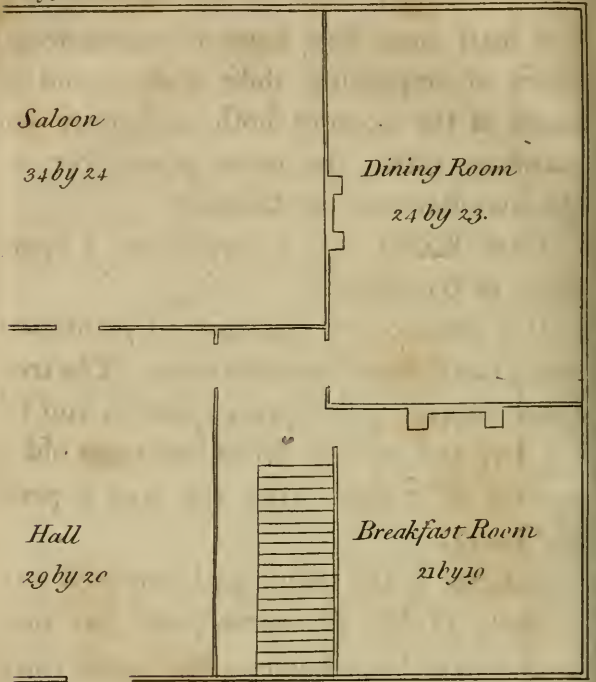 Saloon
34 by 24
Dining Room
24 by 23.
Hall
29 by 20
Breakfast Room
21 by 19